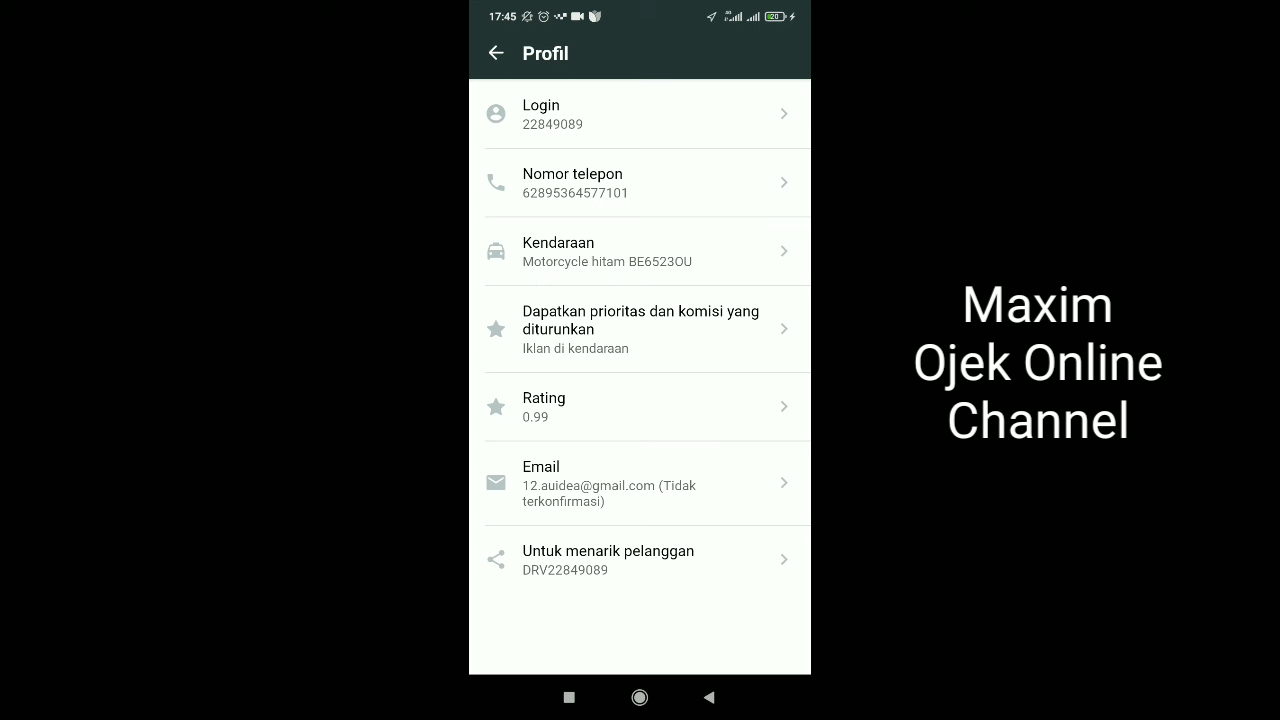 17:45
20
Profil
Login
22849089
Nomor telepon
62895364577101
Kendaraan
Motorcycle hitam BE6523OU
Dapatkan prioritas dan komisi yang
diturunkan
Iklan di kendaraan
Rating
0.99
Email
12.auidea@gmail.com (Tidak
terkonfirmasi)
Untuk menarik pelanggan
DRV22849089
Maxim
Ojek Online
Channel